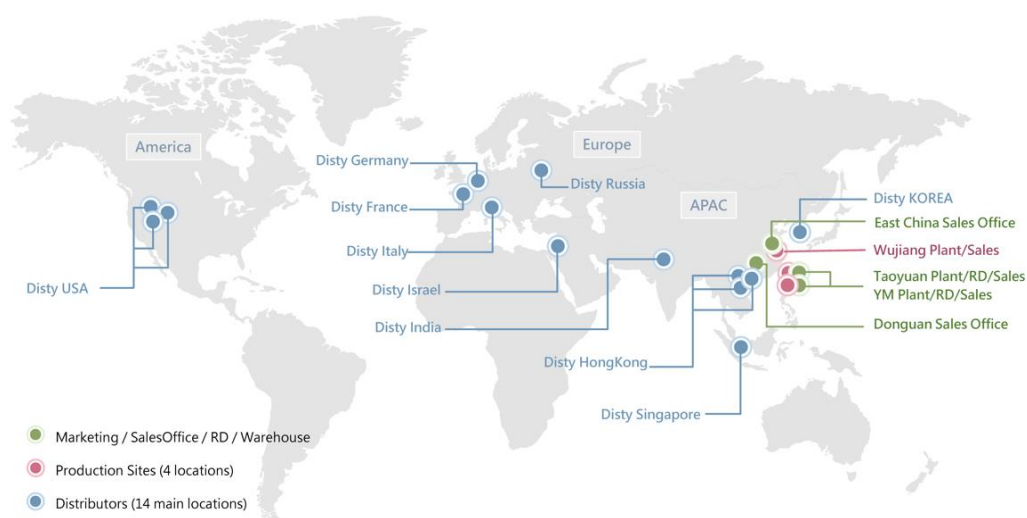 America
Europe
APAC
Disty Germany
Disty Russia
Disty France
Disty KOREA
East China Sales Office
Disty Italy
Wujiang Plant/Sales
Disty USA
Disty Israel
Taoyuan Plant/RD/Sales
YM Plant/RD/Sales
Disty India
Donguan Sales Office
Disty HongKong
Disty Singapore
Marketing / SalesOffice / RD / Warehouse
Production Sites (4 locations)
Distributors (14 main locations)